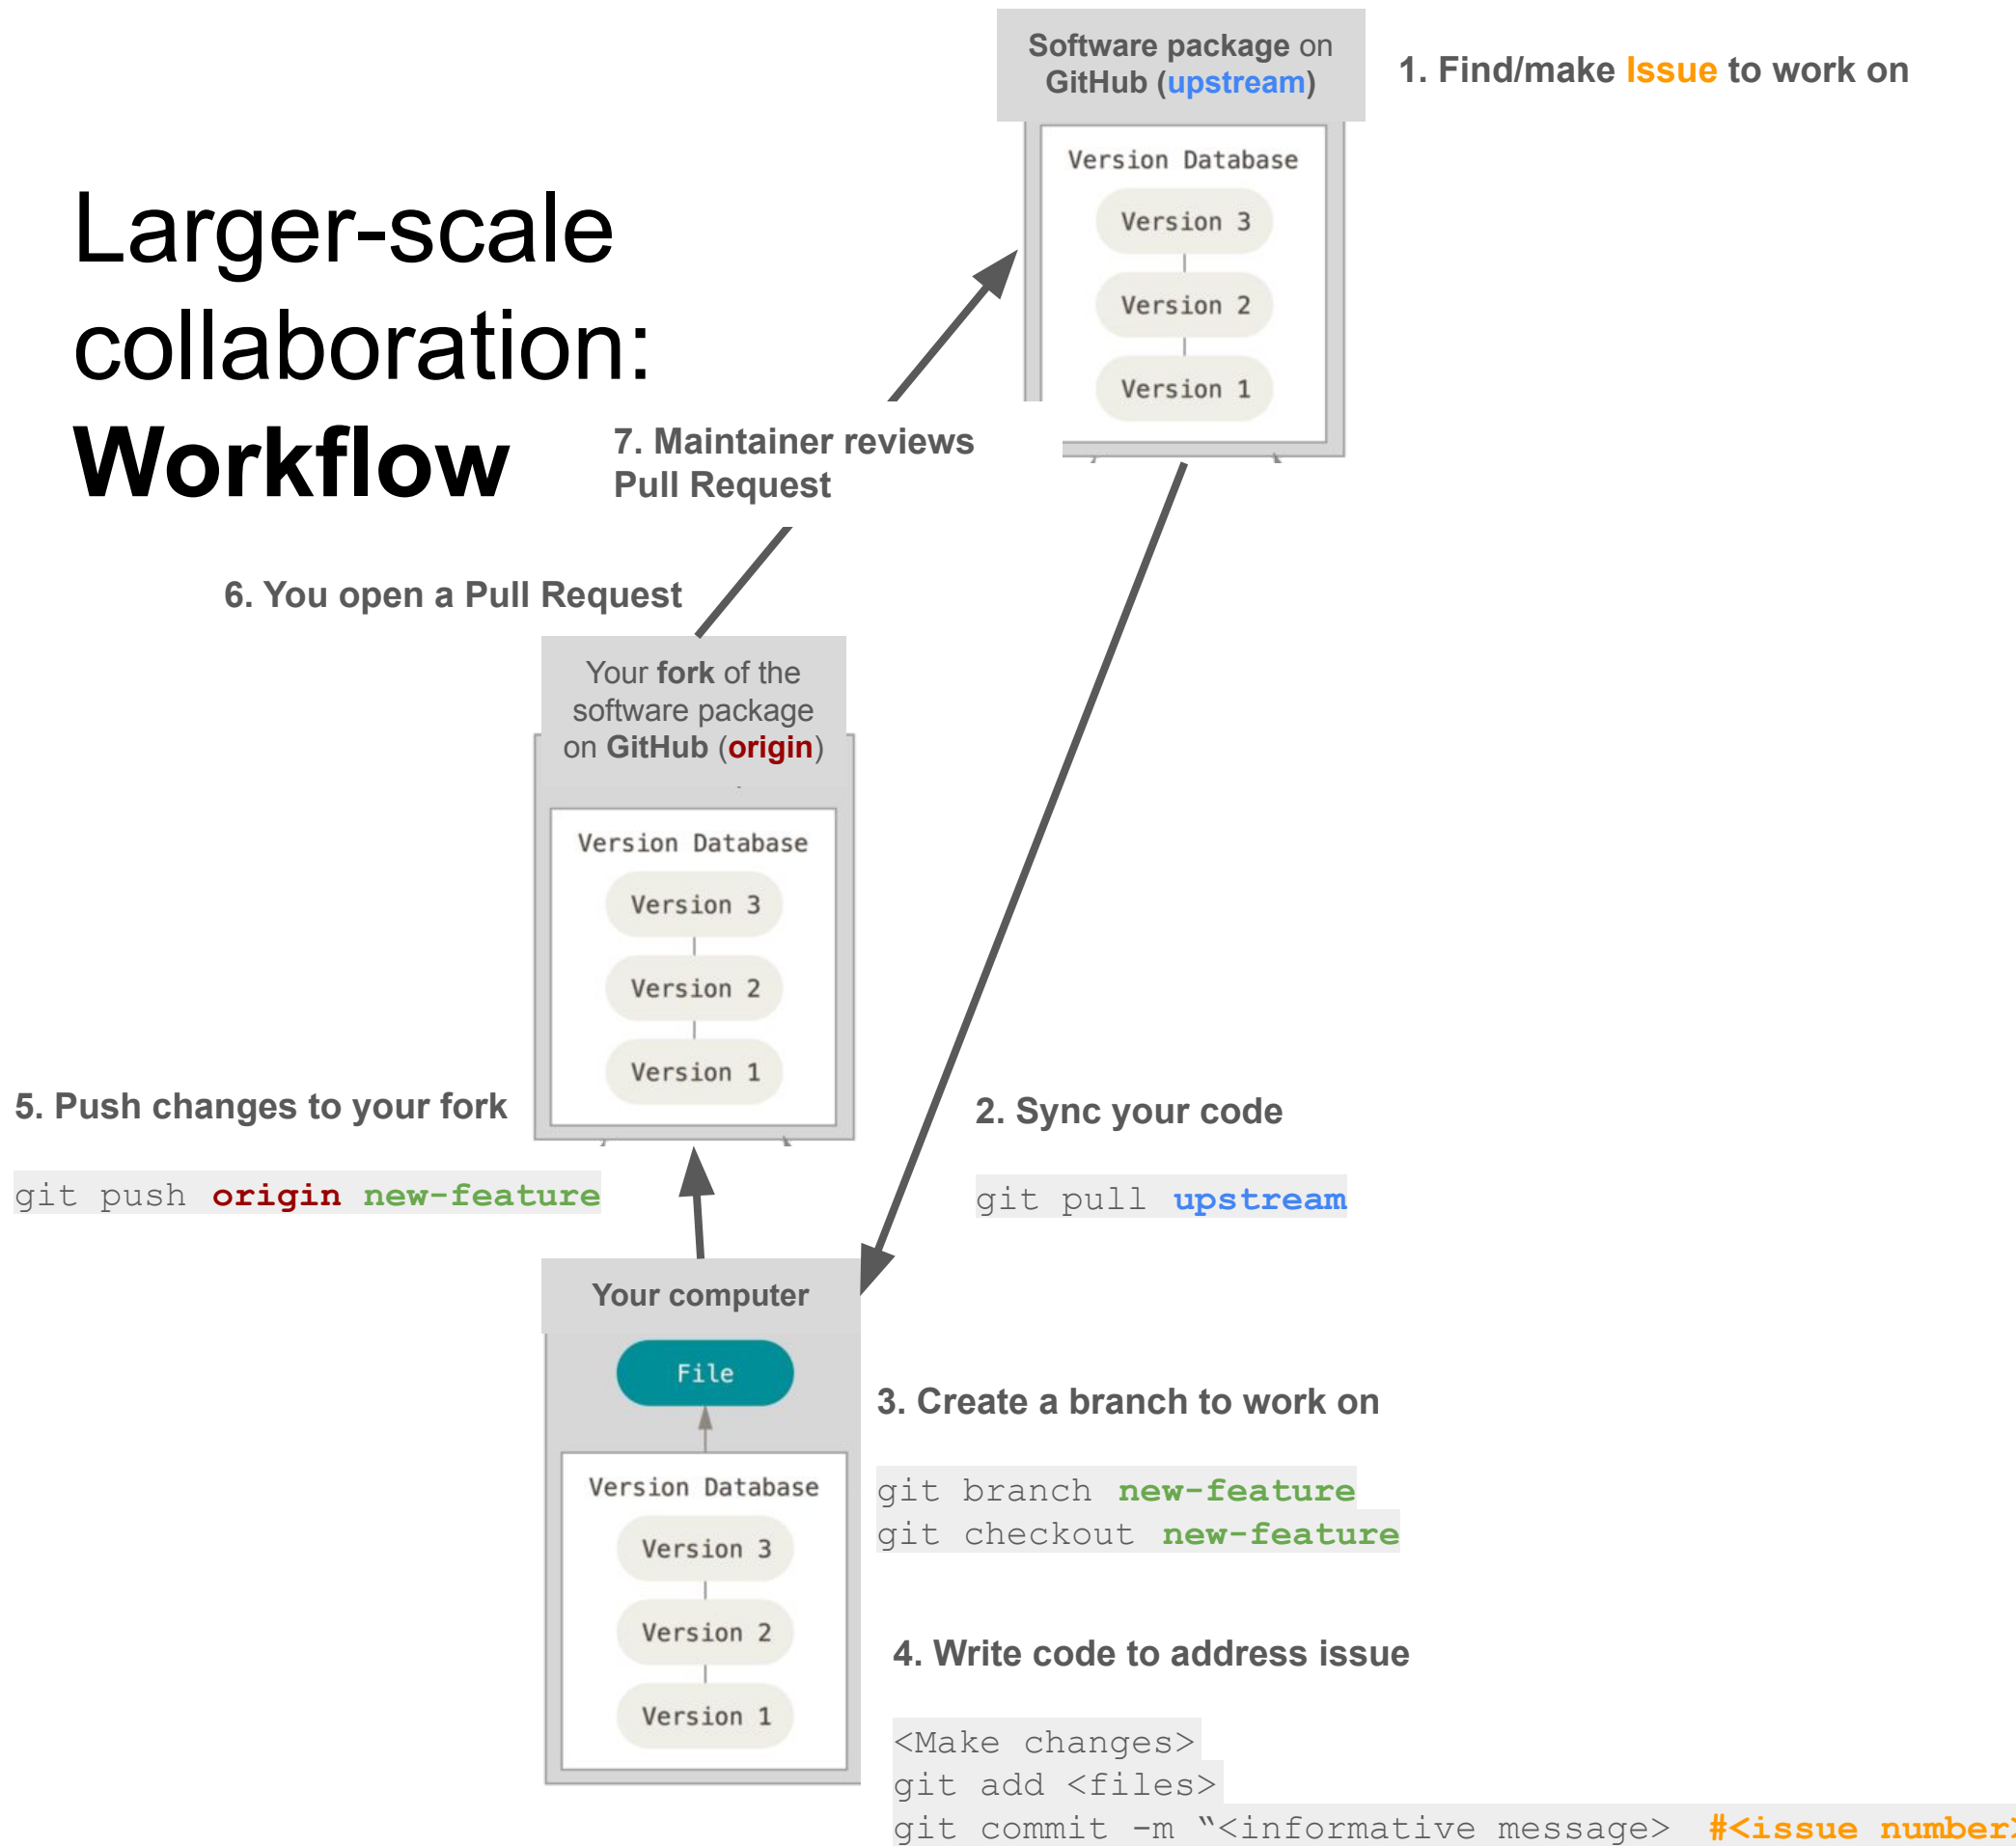 Software package on
GitHub (upstream)
1. Find/make Issue to work on
Version Database
Version 3
Version 2
Version 1
Larger-scale
collaboration:
Workflow
7. Maintainer reviews
Pull Request
6. You open a Pull Request
Your fork of the
software package
on GitHub (origin)
Version Database
Version 3
Version 2
Version 1
5. Push changes to your fork
git push origin new-feature
2. Sync your code
git pull upstream
Your computer
File
Version Database
Version 3
Version 2
Version 1
3. Create a branch to work on
git branch new-feature
git checkout new-feature
4. Write code to address issue
<Make changes>
git add <files>
git commit -m “<informative message> #<issue number>